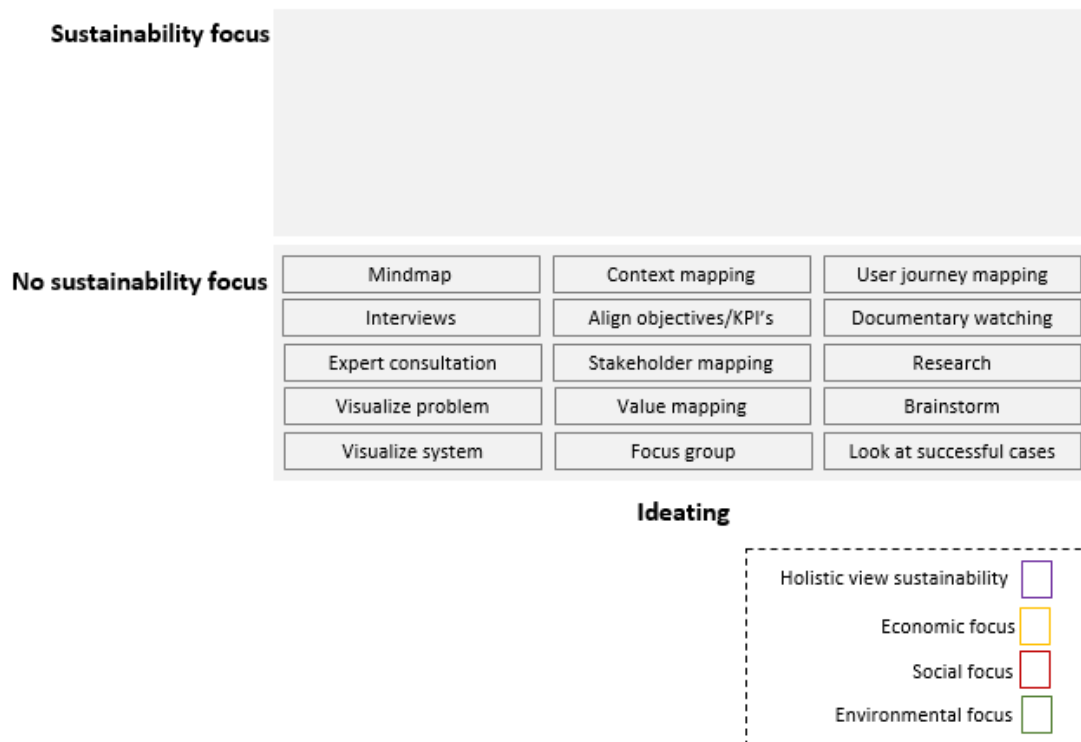 Sustainability focus
No sustainability focus
Mindmap
Context mapping
User journey mapping
Interviews
Align objectives/KPI's
Documentary watching
Expert consultation
Stakeholder mapping
Research
Visualize problem
Value mapping
Brainstorm
Visualize system
Focus group
Look at successful cases
Ideating
Holistic view sustainability
Economic focus
Social focus
Environmental focus